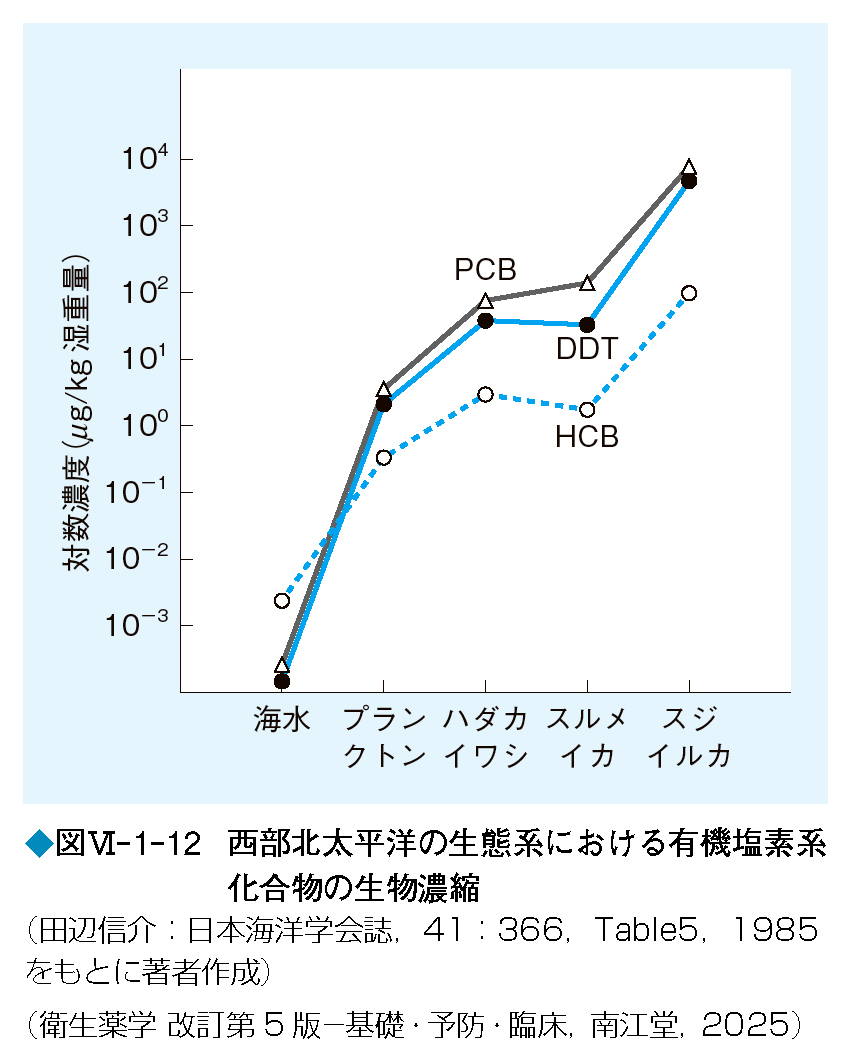 10⁴
10³
10²
10¹
10⁰
10⁻¹
10⁻²
10⁻³
対数濃度(μg/kg 湿重量)
PCB
DDT
HCB
海水
プランクトン
ハダカイワシ
スルメイカ
スジイルカ
◆図Ⅵ-1-12 西部北太平洋の生態系における有機塩素系
化合物の生物濃縮
(田辺信介:日本海洋学会誌, 41:366, Table5, 1985
をもとに著者作成)
(衛生薬学 改訂第5版−基礎・予防・臨床, 南江堂, 2025)